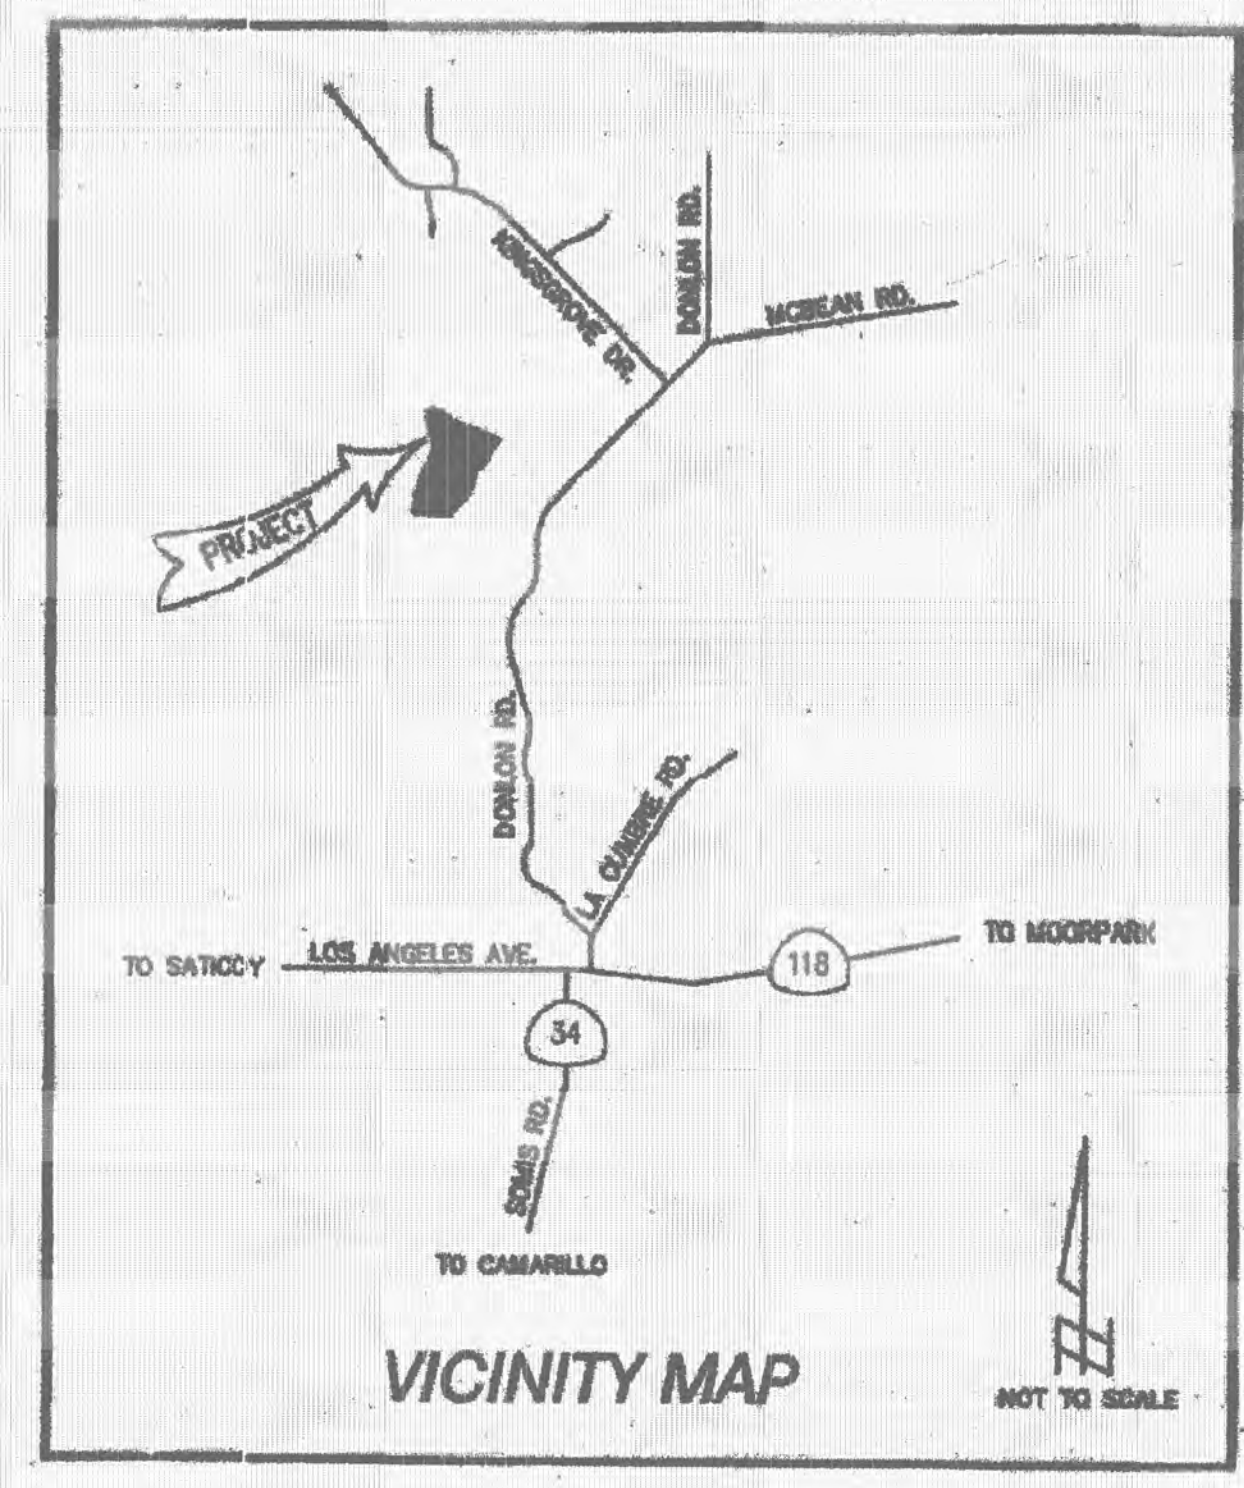 DONLON RD.
KINGSGROVE DR.
MCBEAN RD.
PROJECT
DONLON RD.
LA CUMBRE RD.
TO SATICOY
LOS ANGELES AVE.
118
TO MOORPARK
34
SOMIS RD.
TO CAMARILLO
VICINITY MAP
NOT TO SCALE